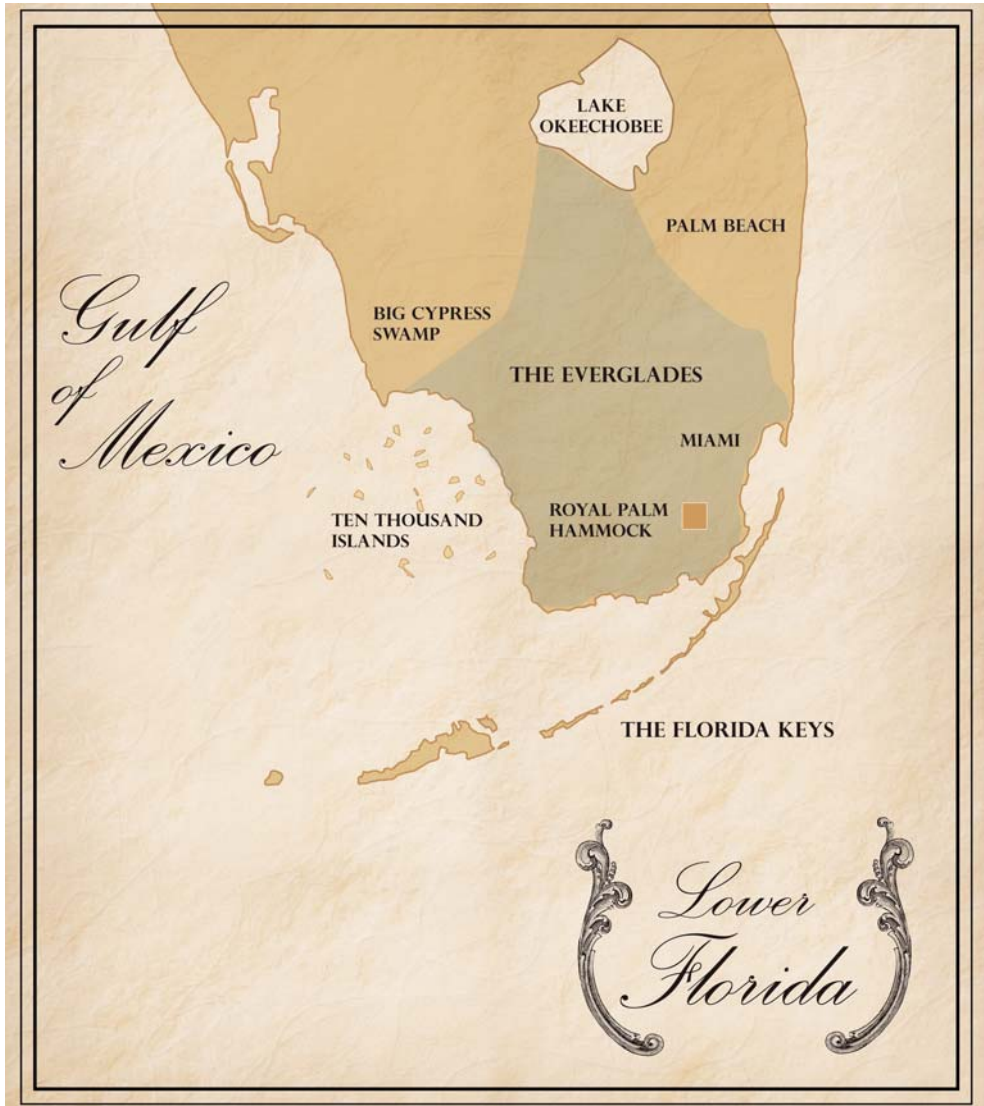 LAKE
OKEECHOBEE
PALM BEACH
Gulf
of
Mexico
BIG CYPRESS
SWAMP
THE EVERGLADES
MIAMI
TEN THOUSAND
ISLANDS
ROYAL PALM
HAMMOCK
THE FLORIDA KEYS
Lower
Florida